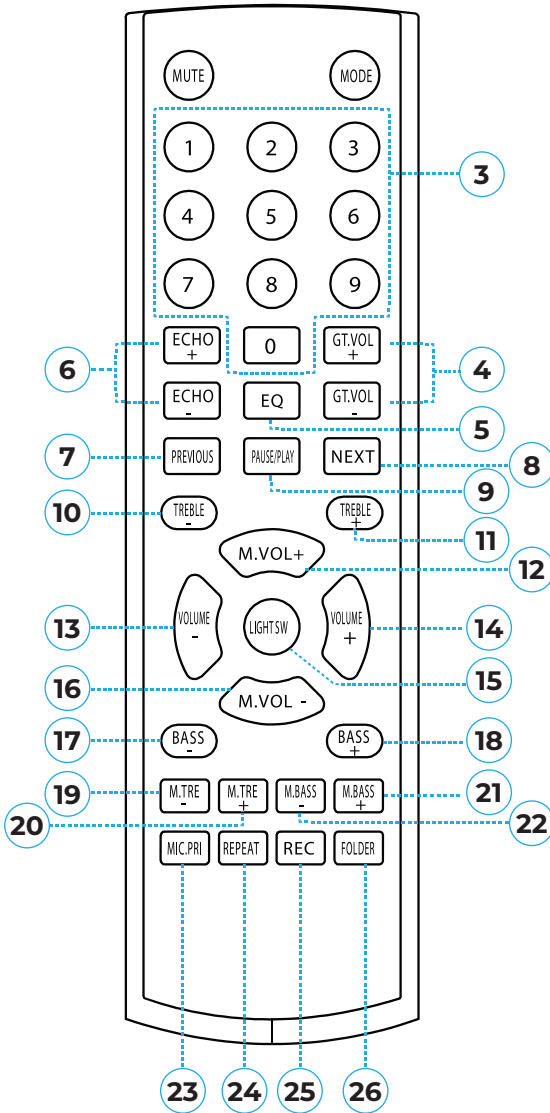 MUTE MODE
1 2 3 3
4 5 6
7 8 9
ECHO + 0 GT.VOL +
6 4
ECHO - EQ GT.VOL -
5
7 PREVIOUS PAUSE/PLAY NEXT 8
9
10 TREBLE - TREBLE + 11
M.VOL+ 12
13 VOLUME - LIGHT SW VOLUME + 14
15
16 M.VOL -
17 BASS - BASS + 18
19 M.TRE - M.TRE + M.BASS - M.BASS + 21
20 22
MIC.PRI REPEAT REC FOLDER
23 24 25 26